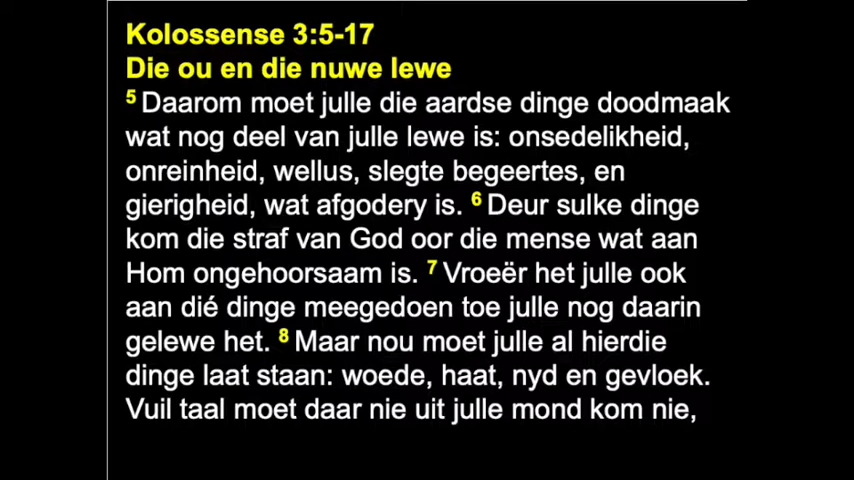 Kolossense 3:5-17
Die ou en die nuwe lewe
5 Daarom moet julle die aardse dinge doodmaak
wat nog deel van julle lewe is: onsedelikheid,
onreinheid, wellus, slegte begeertes, en
gierigheid, wat afgodery is. 6 Deur sulke dinge
kom die straf van God oor die mense wat aan
Hom ongehoorsaam is. 7 Vroeër het julle ook
aan dié dinge meegedoen toe julle nog daarin
gelewe het. 8 Maar nou moet julle al hierdie
dinge laat staan: woede, haat, nyd en gevloek.
Vuil taal moet daar nie uit julle mond kom nie,